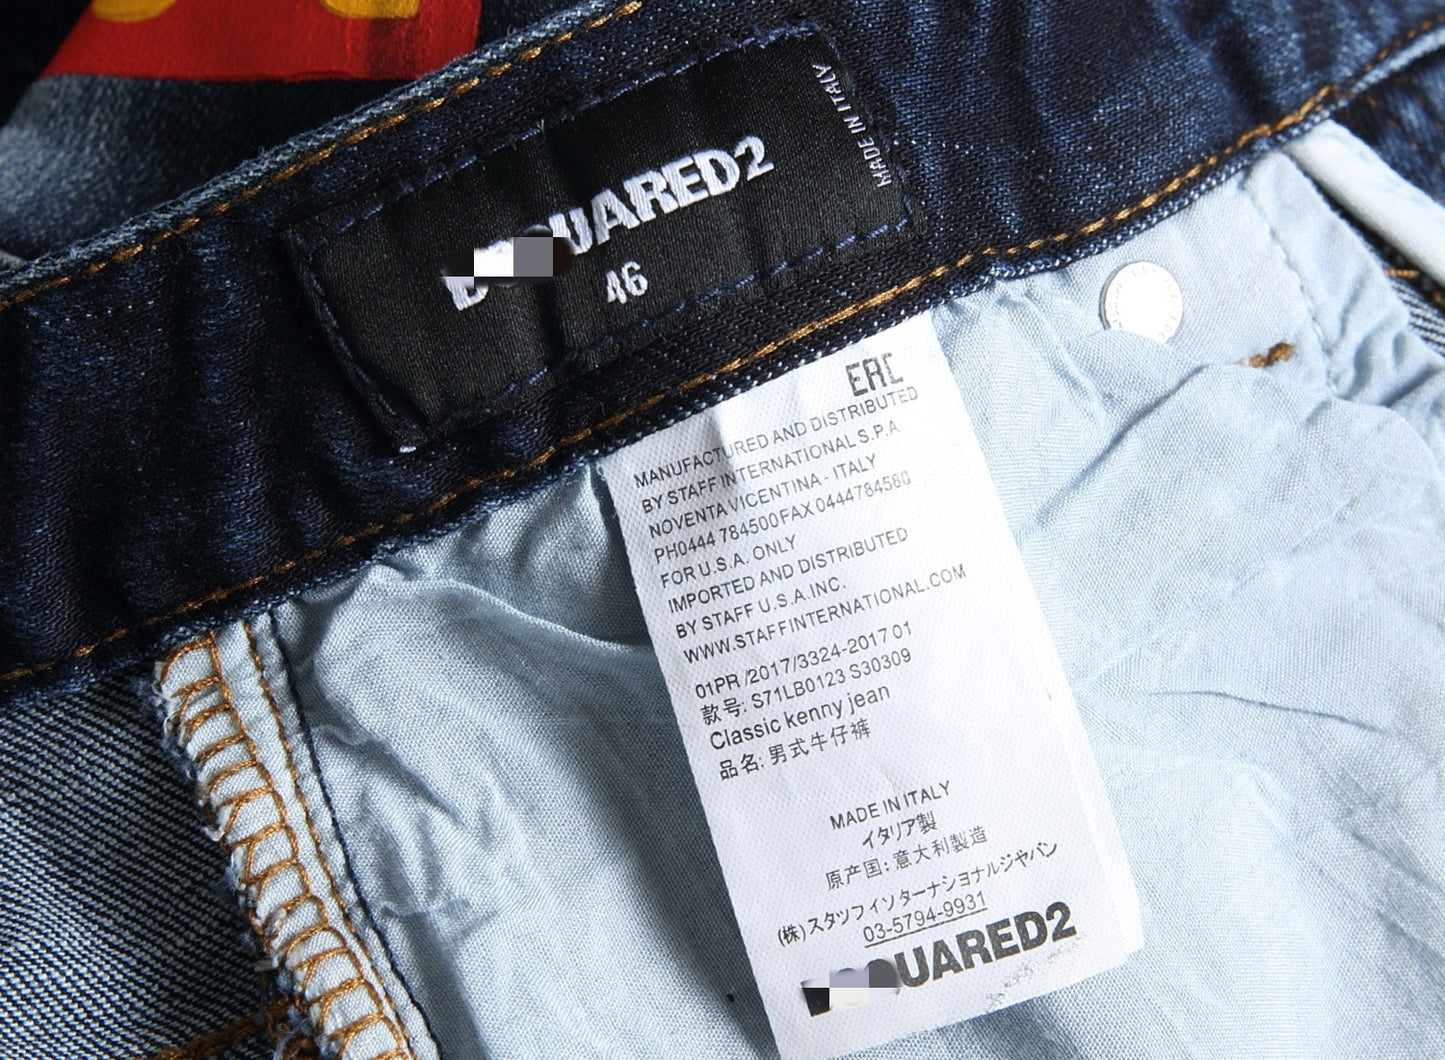 MADE IN ITALY
DSQUARED2
46
ERC
MANUFACTURED AND DISTRIBUTED
BY STAFF INTERNATIONAL S.P.A
NOVENTA VICENTINA - ITALY
PH0444 784500FAX 0444784580
FOR U.S.A. ONLY
IMPORTED AND DISTRIBUTED
BY STAFF U.S.A. INC.
WWW.STAFFINTERNATIONAL.COM
01PR /2017/3324-2017 01
款号: S71LB0123 S30309
Classic kenny jean
品名: 男式牛仔裤
MADE IN ITALY
イタリア製
原产国: 意大利製造
(株)スタッフインターナショナルジャパン
03-5794-9931
DSQUARED2